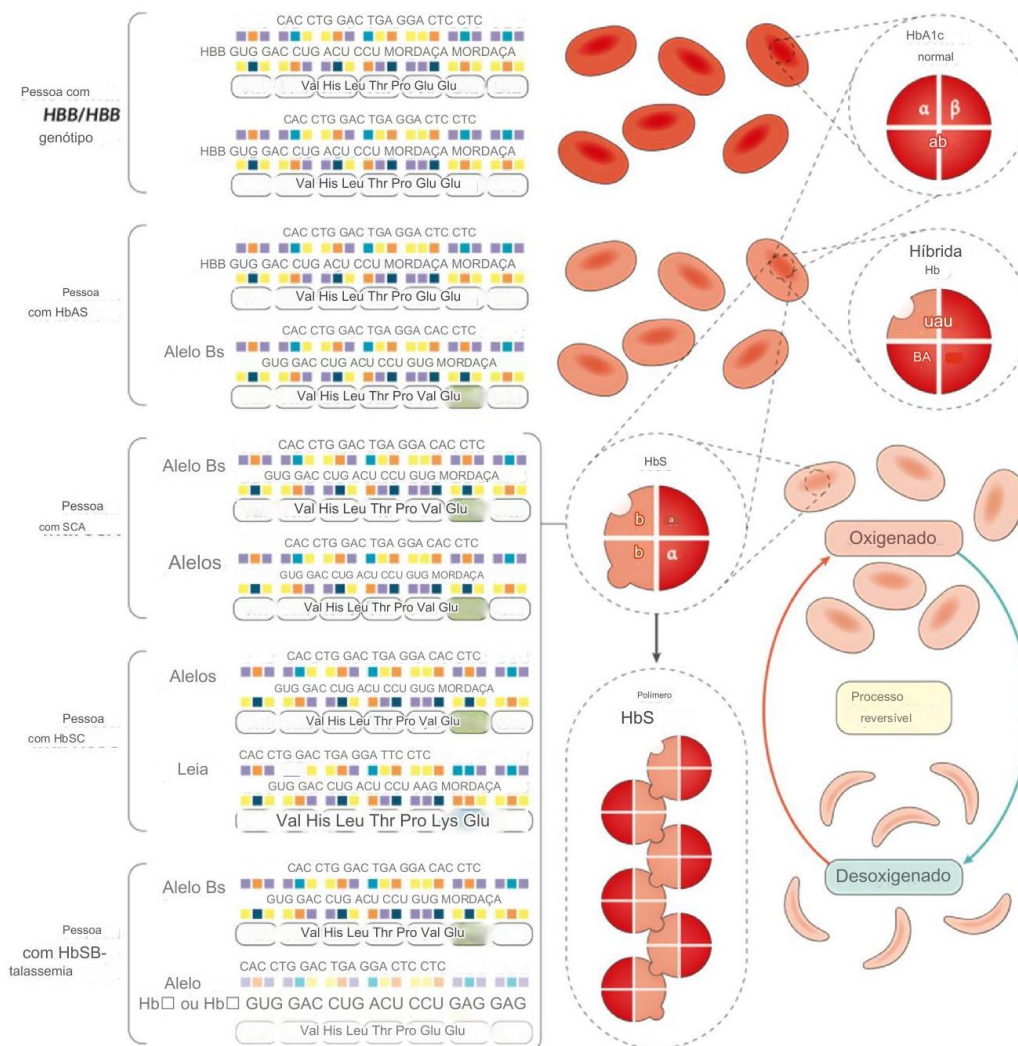 CAC CTG GAC TGA GGA CTC CTC
HBB GUG GAC CUG ACU CCU MORDAÇA MORDAÇA
Val His Leu Thr Pro Glu Glu
Pessoa com
HBB/HBB
genótipo
CAC CTG GAC TGA GGA CTC CTC
HBB GUG GAC CUG ACU CCU MORDAÇA MORDAÇA
Val His Leu Thr Pro Glu Glu
HbA1c
normal
α β
ab
CAC CTG GAC TGA GGA CTC CTC
HBB GUG GAC CUG ACU CCU MORDAÇA MORDAÇA
Val His Leu Thr Pro Glu Glu
Pessoa
com HbAS
CAC CTG GAC TGA GGA CAC CTC
Alelo Bs
GUG GAC CUG ACU CCU GUG MORDAÇA
Val His Leu Thr Pro Val Glu
Híbrida
Hb
uau
BA
CAC CTG GAC TGA GGA CAC CTC
Alelo Bs
GUG GAC CUG ACU CCU GUG MORDAÇA
Val His Leu Thr Pro Val Glu
Pessoa
com SCA
CAC CTG GAC TGA GGA CAC CTC
Alelos
GUG GAC CUG ACU CCU GUG MORDAÇA
Val His Leu Thr Pro Val Glu
HbS
b a
b α
Oxigenado
Processo
reversível
Desoxigenado
Polímero
HbS
CAC CTG GAC TGA GGA CAC CTC
Alelos
GUG GAC CUG ACU CCU GUG MORDAÇA
Val His Leu Thr Pro Val Glu
Pessoa
com HbSC
CAC CTG GAC TGA GGA TTC CTC
Leia
GUG GAC CUG ACU CCU AAG MORDAÇA
Val His Leu Thr Pro Lys Glu
CAC CTG GAC TGA GGA CAC CTC
Alelo Bs
GUG GAC CUG ACU CCU GUG MORDAÇA
Val His Leu Thr Pro Val Glu
Pessoa
com HbSB-
talassemia
CAC CTG GAC TGA GGA CTC CTC
Alelo
Hb□ ou Hb□ GUG GAC CUG ACU CCU GAG GAG
Val His Leu Thr Pro Glu Glu